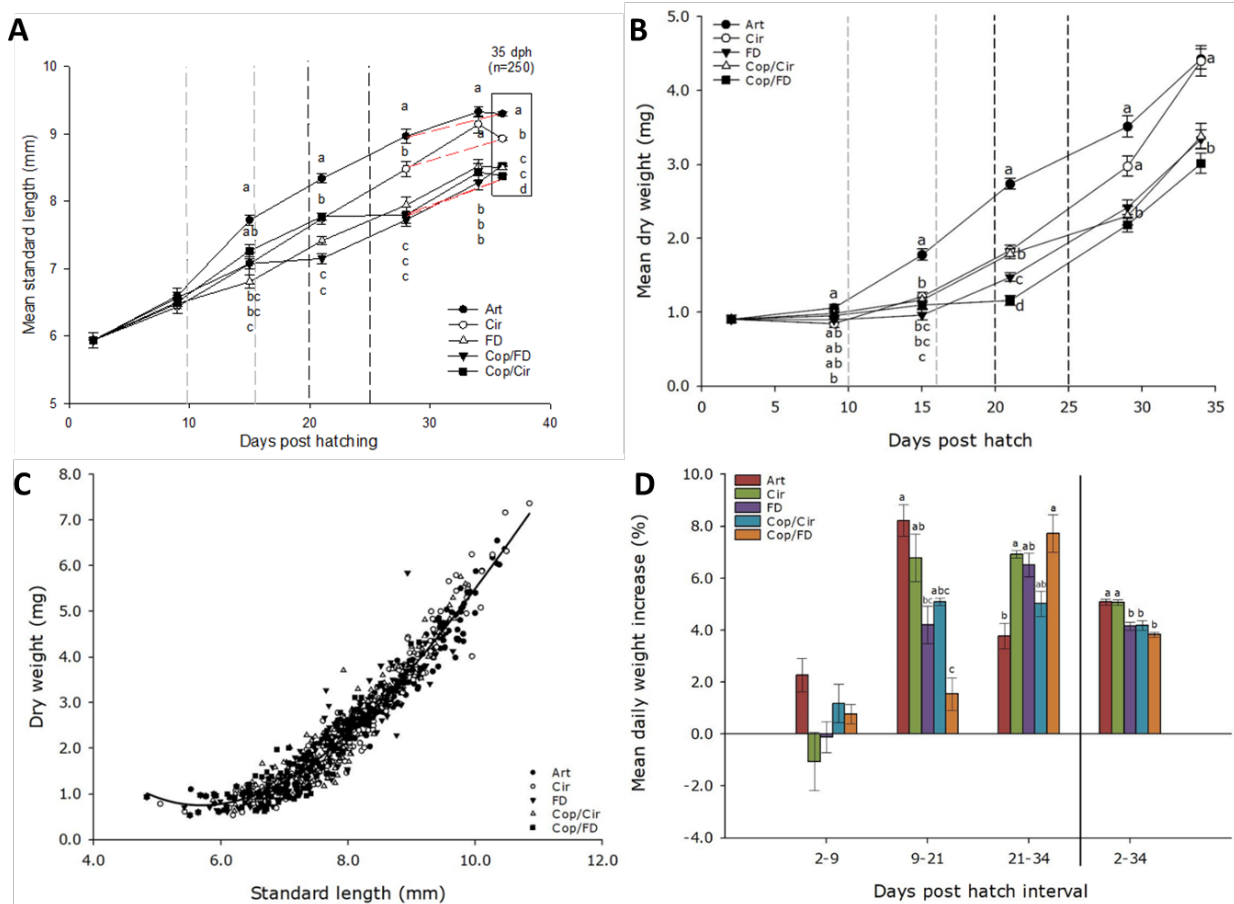 A
35 dph
(n=250)
10
9
8
7
6
5
Mean standard length (mm)
a
a
a
a
a
ab
b
b
a
b
c
c
d
bc
bc
c
c
c
c
c
c
b
b
b
Art
Cir
FD
Cop/FD
Cop/Cir
0
10
20
30
40
Days post hatching
B
5.0
4.0
3.0
2.0
1.0
0.0
Mean dry weight (mg)
Art
Cir
FD
Cop/Cir
Cop/FD
a
a
a
a
a
a
b
b
b
b
c
d
ab
ab
ab
b
bc
bc
c
0
5
10
15
20
25
30
35
Days post hatch
C
8.0
7.0
6.0
5.0
4.0
3.0
2.0
1.0
0.0
Dry weight (mg)
Art
Cir
FD
Cop/Cir
Cop/FD
4.0
6.0
8.0
10.0
12.0
Standard length (mm)
D
10.0
8.0
6.0
4.0
2.0
0.0
-2.0
-4.0
Mean daily weight increase (%)
Art
Cir
FD
Cop/Cir
Cop/FD
a
ab
bc
abc
c
b
a
ab
ab
a
a
a
b
b
b
2-9
9-21
21-34
2-34
Days post hatch interval